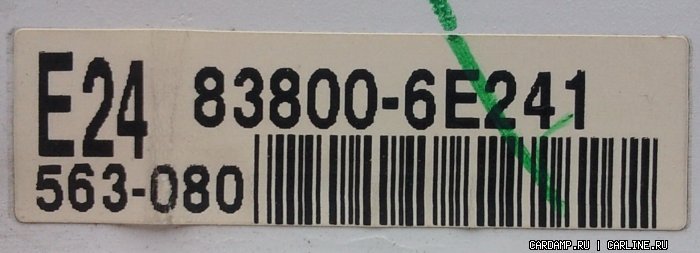 E24 83800-6E241
563-080
CARDAMP.RU | CARLINE.RU